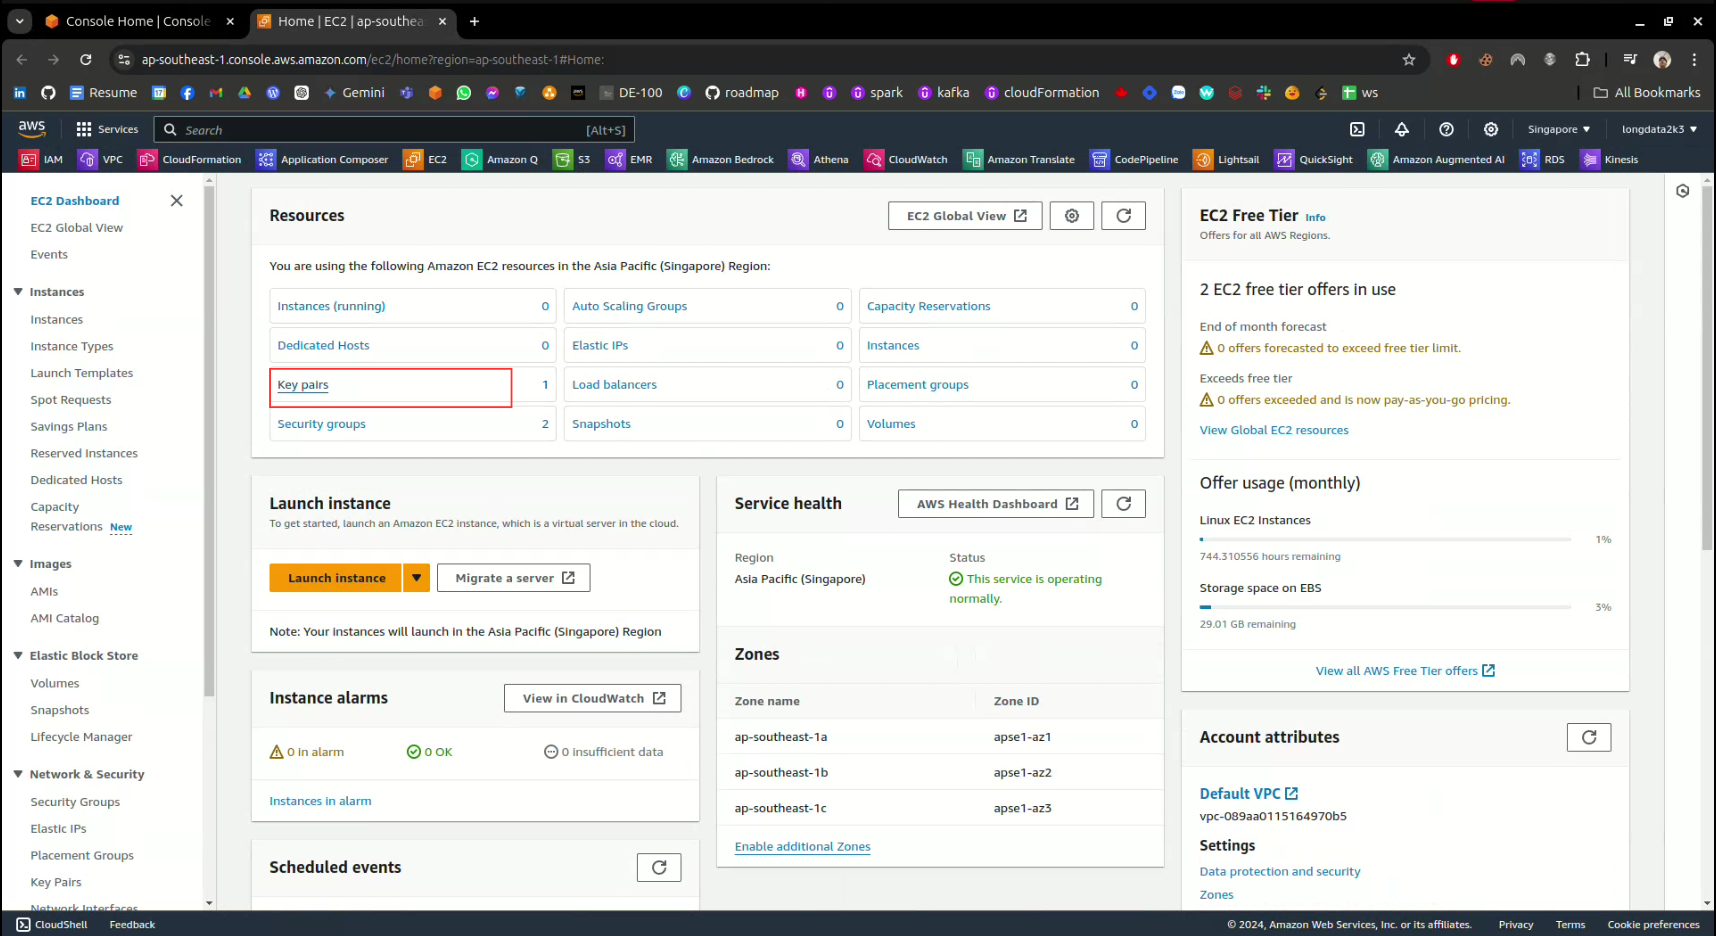 Console Home | Console
Home | EC2 | ap-southea
ap-southeast-1.console.aws.amazon.com/ec2/home?region=ap-southeast-1#Home:
Resume
Gemini
DE-100
roadmap
spark
kafka
cloudFormation
ws
All Bookmarks
aws
Services
Search
[Alt+S]
Singapore
longdata2k3
IAM
VPC
CloudFormation
Application Composer
EC2
Amazon Q
S3
EMR
Amazon Bedrock
Athena
CloudWatch
Amazon Translate
CodePipeline
Lightsail
QuickSight
Amazon Augmented AI
RDS
Kinesis
EC2 Dashboard
EC2 Global View
Events
Instances
Instances
Instance Types
Launch Templates
Spot Requests
Savings Plans
Reserved Instances
Dedicated Hosts
Capacity
Reservations New
Images
AMIs
AMI Catalog
Elastic Block Store
Volumes
Snapshots
Lifecycle Manager
Network & Security
Security Groups
Elastic IPs
Placement Groups
Key Pairs
Network Interfaces
Resources
EC2 Global View
You are using the following Amazon EC2 resources in the Asia Pacific (Singapore) Region:
Instances (running) 0
Auto Scaling Groups 0
Capacity Reservations 0
Dedicated Hosts 0
Elastic IPs 0
Instances 0
Key pairs 1
Load balancers 0
Placement groups 0
Security groups 2
Snapshots 0
Volumes 0
Launch instance
To get started, launch an Amazon EC2 instance, which is a virtual server in the cloud.
Launch instance
Migrate a server
Note: Your instances will launch in the Asia Pacific (Singapore) Region
Instance alarms
View in CloudWatch
0 in alarm
0 OK
0 insufficient data
Instances in alarm
Scheduled events
Service health
AWS Health Dashboard
Region
Asia Pacific (Singapore)
Status
This service is operating
normally.
Zones
Zone name Zone ID
ap-southeast-1a apse1-az1
ap-southeast-1b apse1-az2
ap-southeast-1c apse1-az3
Enable additional Zones
EC2 Free Tier Info
Offers for all AWS Regions.
2 EC2 free tier offers in use
End of month forecast
0 offers forecasted to exceed free tier limit.
Exceeds free tier
0 offers exceeded and is now pay-as-you-go pricing.
View Global EC2 resources
Offer usage (monthly)
Linux EC2 Instances
1%
744.310556 hours remaining
Storage space on EBS
3%
29.01 GB remaining
View all AWS Free Tier offers
Account attributes
Default VPC
vpc-089aa0115164970b5
Settings
Data protection and security
Zones
CloudShell
Feedback
© 2024, Amazon Web Services, Inc. or its affiliates.
Privacy
Terms
Cookie preferences